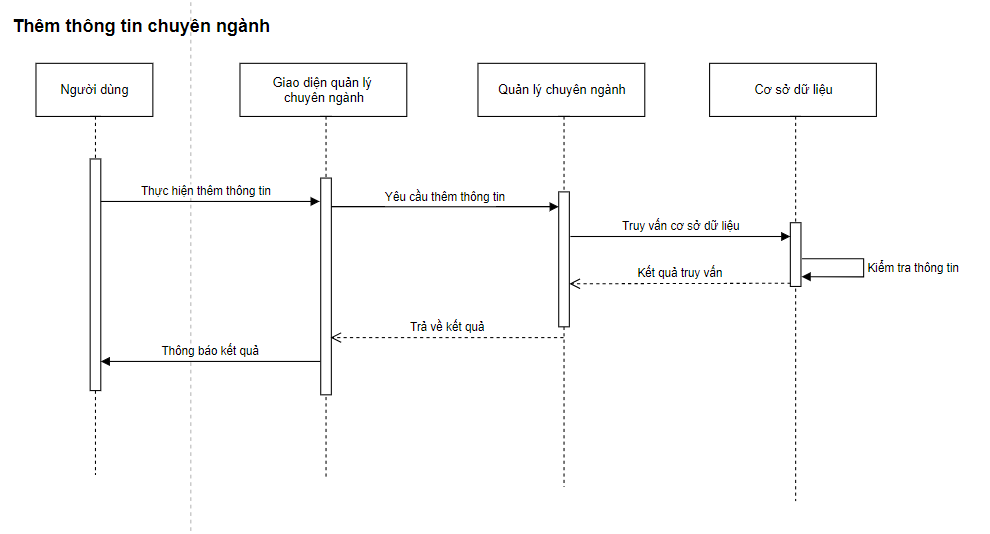 Thêm thông tin chuyên ngành
Người dùng
Giao diện quản lý
chuyên ngành
Quản lý chuyên ngành
Cơ sở dữ liệu
Thực hiện thêm thông tin
Yêu cầu thêm thông tin
Truy vấn cơ sở dữ liệu
Kiểm tra thông tin
Kết quả truy vấn
Trả về kết quả
Thông báo kết quả